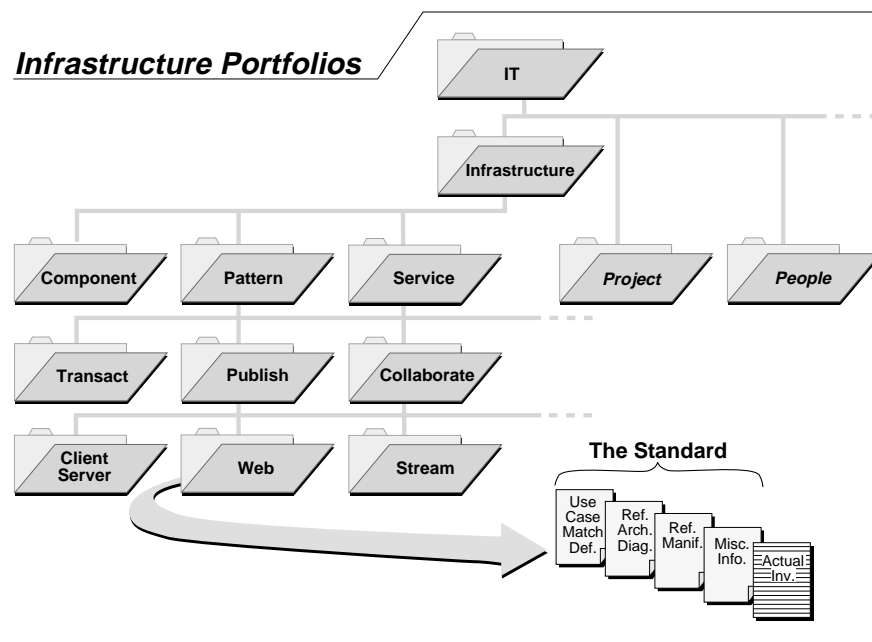 Infrastructure Portfolios
IT
Infrastructure
Component
Pattern
Service
Project
People
Transact
Publish
Collaborate
Client
Server
Web
Stream
The Standard
Use
Case
Match
Def.
Ref.
Arch.
Diag.
Ref.
Manif.
Misc.
Info.
Actual
Inv.